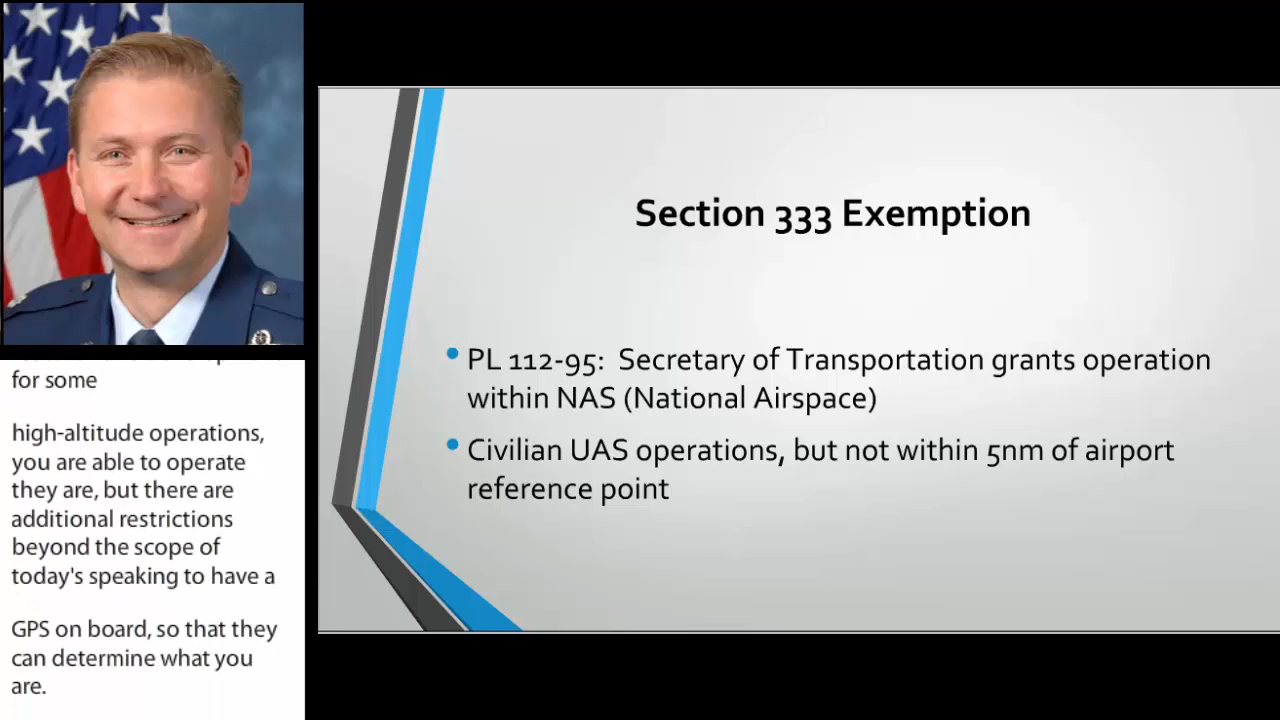 for some
high-altitude operations,
you are able to operate
they are, but there are
additional restrictions
beyond the scope of
today's speaking to have a
GPS on board, so that they
can determine what you
are.
Section 333 Exemption
• PL 112-95: Secretary of Transportation grants operation
within NAS (National Airspace)
• Civilian UAS operations, but not within 5nm of airport
reference point